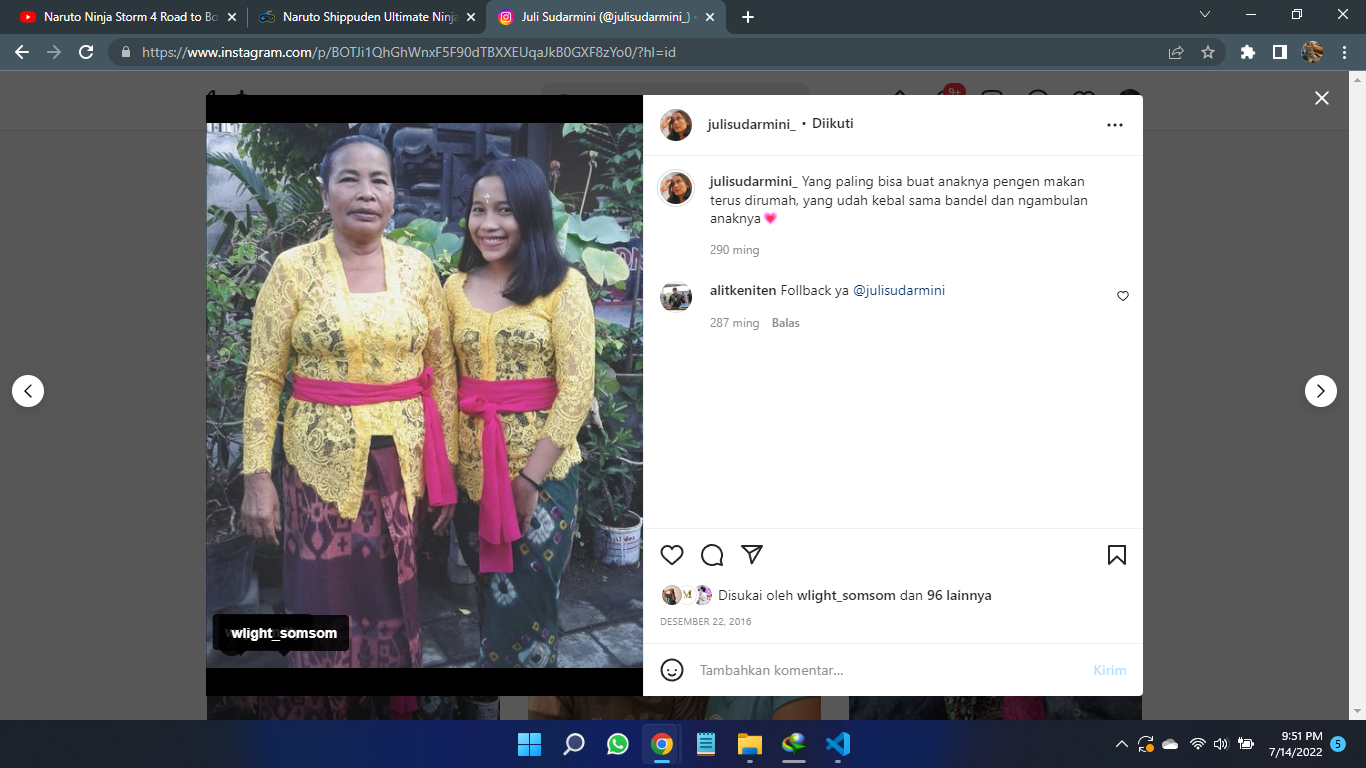 Naruto Ninja Storm 4 Road to Bo
Naruto Shippuden Ultimate Ninja
Juli Sudarmini (@julisudarmini_) •
https://www.instagram.com/p/BOTJi1QhGhWnxF5F90dTBXXEUqaJkB0GXF8zYo0/?hl=id
9+
julisudarmini_ • Diikuti
julisudarmini_ Yang paling bisa buat anaknya pengen makan
terus dirumah, yang udah kebal sama bandel dan ngambulan
anaknya💗
290 ming
alitkeniten Follback ya @julisudarmini
287 ming Balas
wlight_somsom
Disukai oleh wlight_somsom dan 96 lainnya
DESEMBER 22, 2016
Tambahkan komentar...
Kirim
9:51 PM
7/14/2022
5